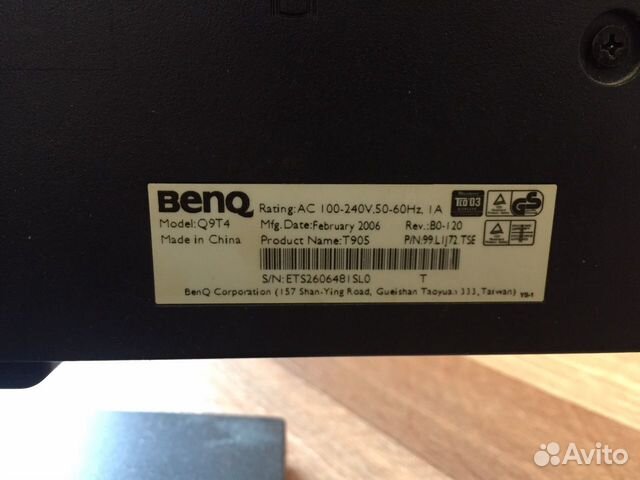 BenQ Rating:AC 100-240V,50-60Hz, 1A TCO'03
Model:Q9T4 Mfg. Date:February 2006 Rev.:B0-120
Made in China Product Name:T905 P/N:99.L1J72.TSE
S/N:ETS2606481SL0 T
BenQ Corporation (157 Shan-Ying Road, Gueishan Taoyuan 333, Taiwan)
Avito